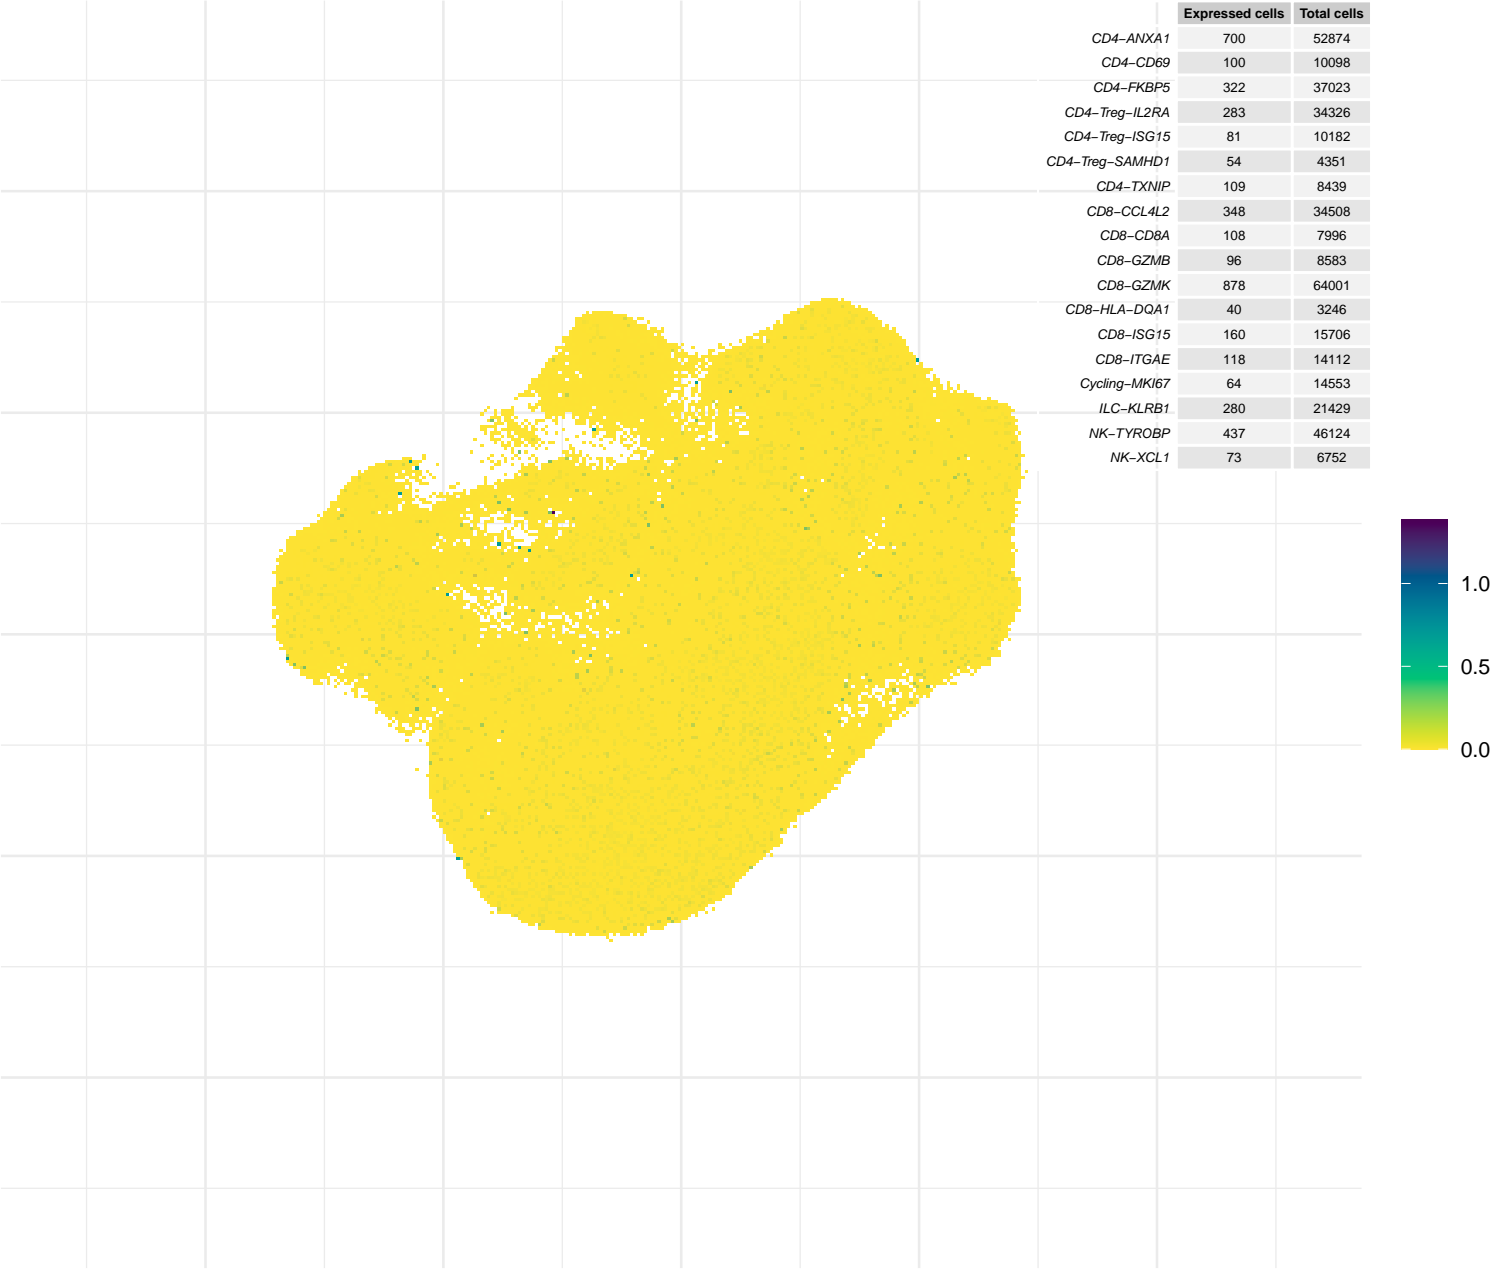 Expressed cells Total cells
CD4−ANXA1 700 52874
CD4−CD69 100 10098
CD4−FKBP5 322 37023
CD4−Treg−IL2RA 283 34326
CD4−Treg−ISG15 81 10182
CD4−Treg−SAMHD1 54 4351
CD4−TXNIP 109 8439
CD8−CCL4L2 348 34508
CD8−CD8A 108 7996
CD8−GZMB 96 8583
CD8−GZMK 878 64001
CD8−HLA−DQA1 40 3246
CD8−ISG15 160 15706
CD8−ITGAE 118 14112
Cycling−MKI67 64 14553
ILC−KLRB1 280 21429
NK−TYROBP 437 46124
NK−XCL1 73 6752
1.0
0.5
0.0